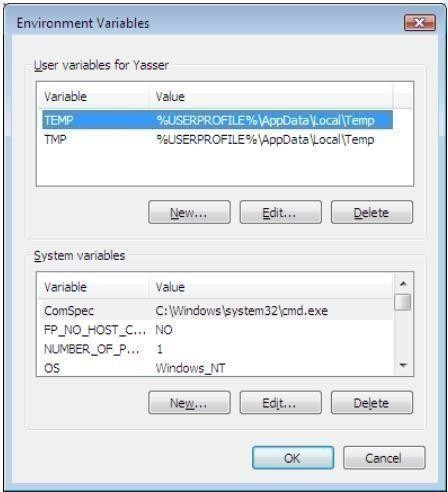 Environment Variables
User variables for Yasser
Variable Value
TEMP %USERPROFILE%\AppData\Local\Temp
TMP %USERPROFILE%\AppData\Local\Temp
New... Edit... Delete
System variables
Variable Value
ComSpec C:\Windows\system32\cmd.exe
FP_NO_HOST_C... NO
NUMBER_OF_P... 1
OS Windows_NT
New... Edit... Delete
OK Cancel